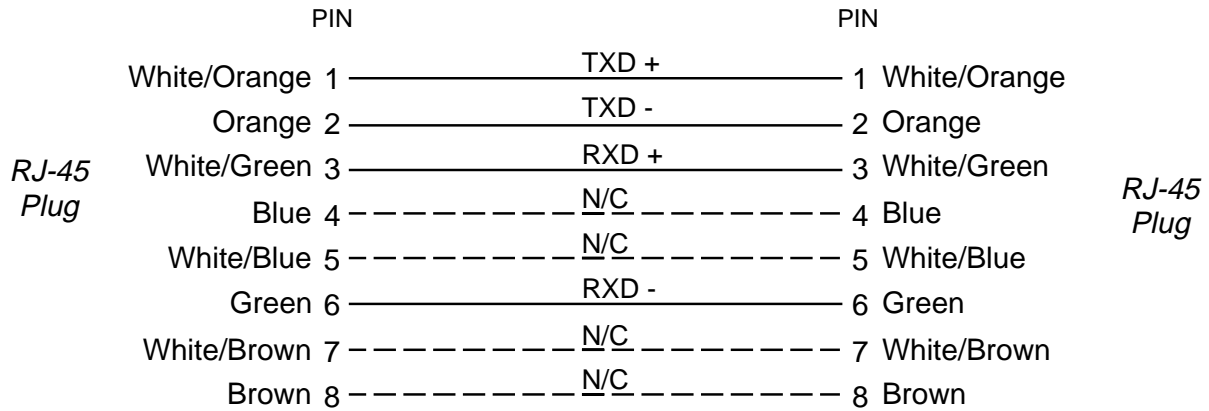 PIN PIN
White/Orange 1 TXD + 1 White/Orange
Orange 2 TXD - 2 Orange
White/Green 3 RXD + 3 White/Green
RJ-45 Plug
Blue 4 N/C 4 Blue
RJ-45 Plug
White/Blue 5 N/C 5 White/Blue
Green 6 RXD - 6 Green
White/Brown 7 N/C 7 White/Brown
Brown 8 N/C 8 Brown